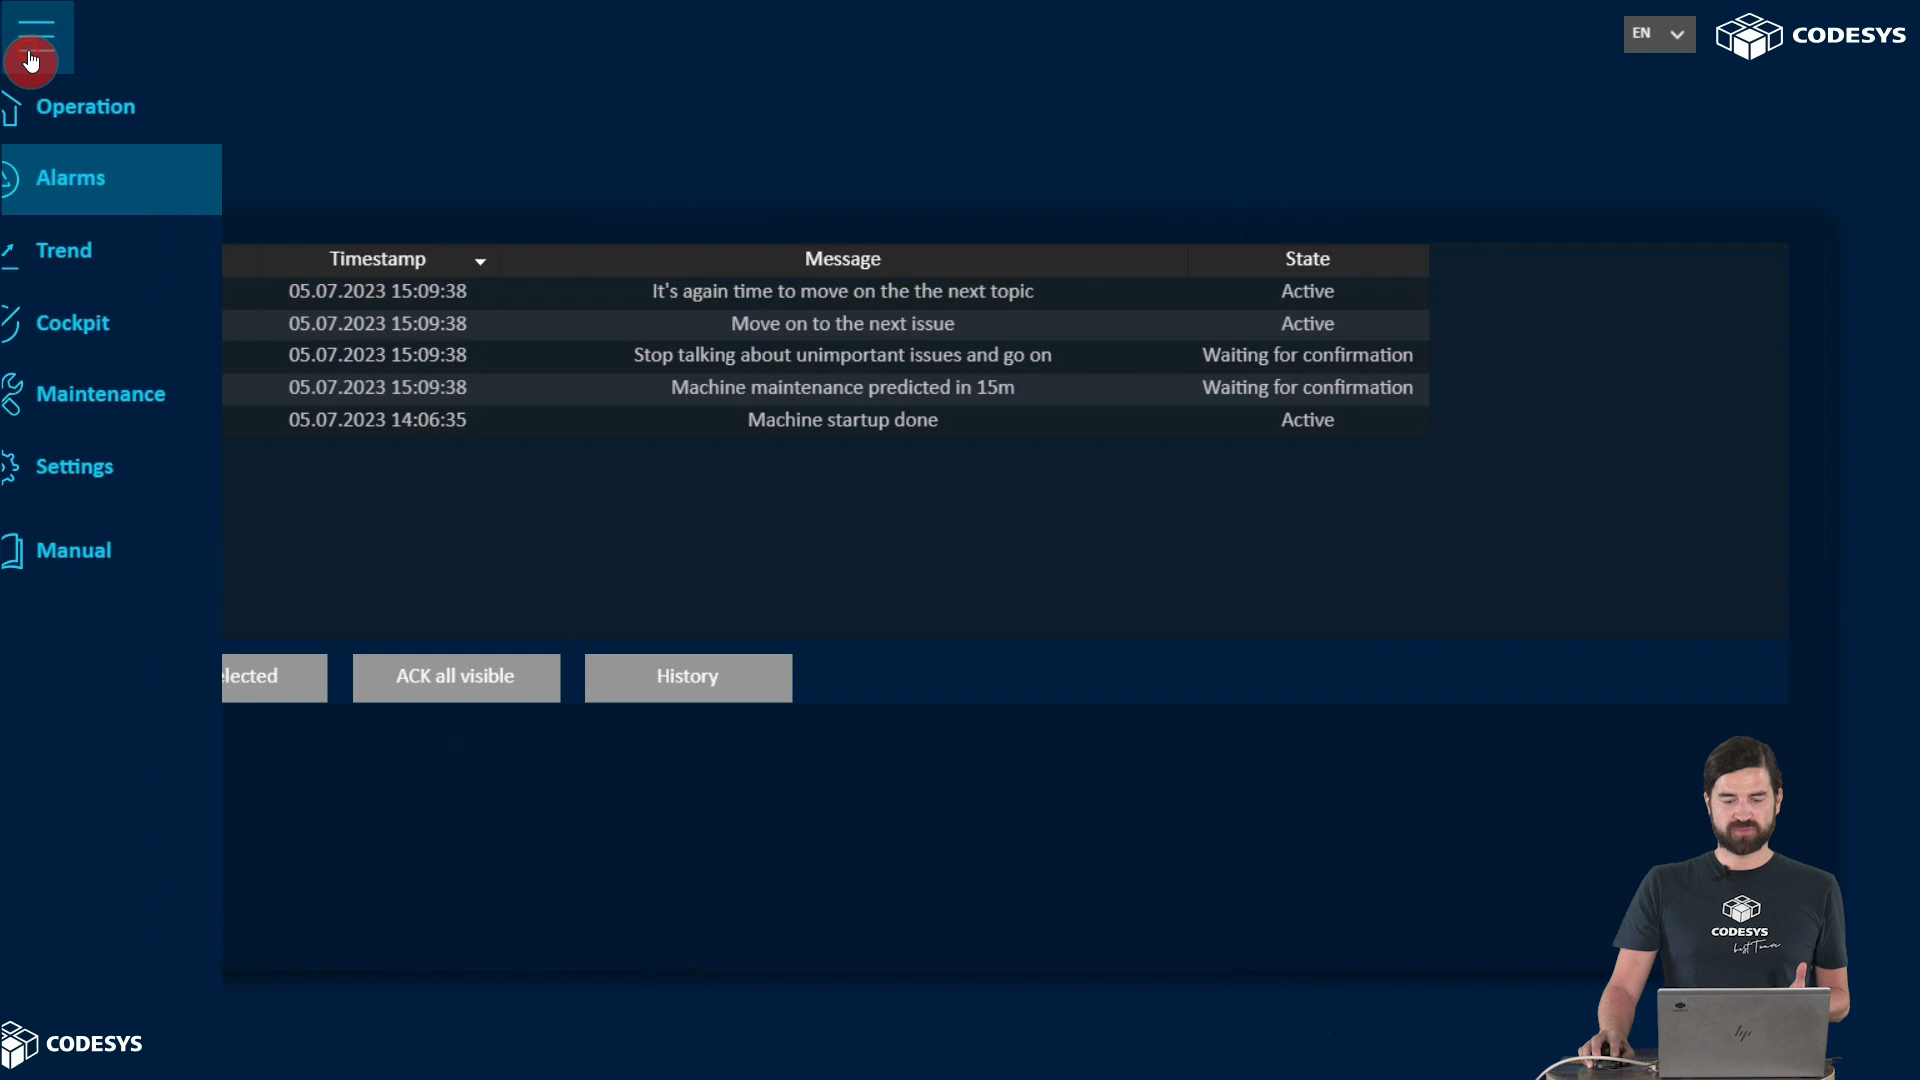 EN
CODESYS
Operation
Alarms
Trend
Cockpit
Maintenance
Settings
Manual
Timestamp Message State
05.07.2023 15:09:38 It's again time to move on the the next topic Active
05.07.2023 15:09:38 Move on to the next issue Active
05.07.2023 15:09:38 Stop talking about unimportant issues and go on Waiting for confirmation
05.07.2023 15:09:38 Machine maintenance predicted in 15m Waiting for confirmation
05.07.2023 14:06:35 Machine startup done Active
elected ACK all visible History
CODESYS
best Team
hp
CODESYS